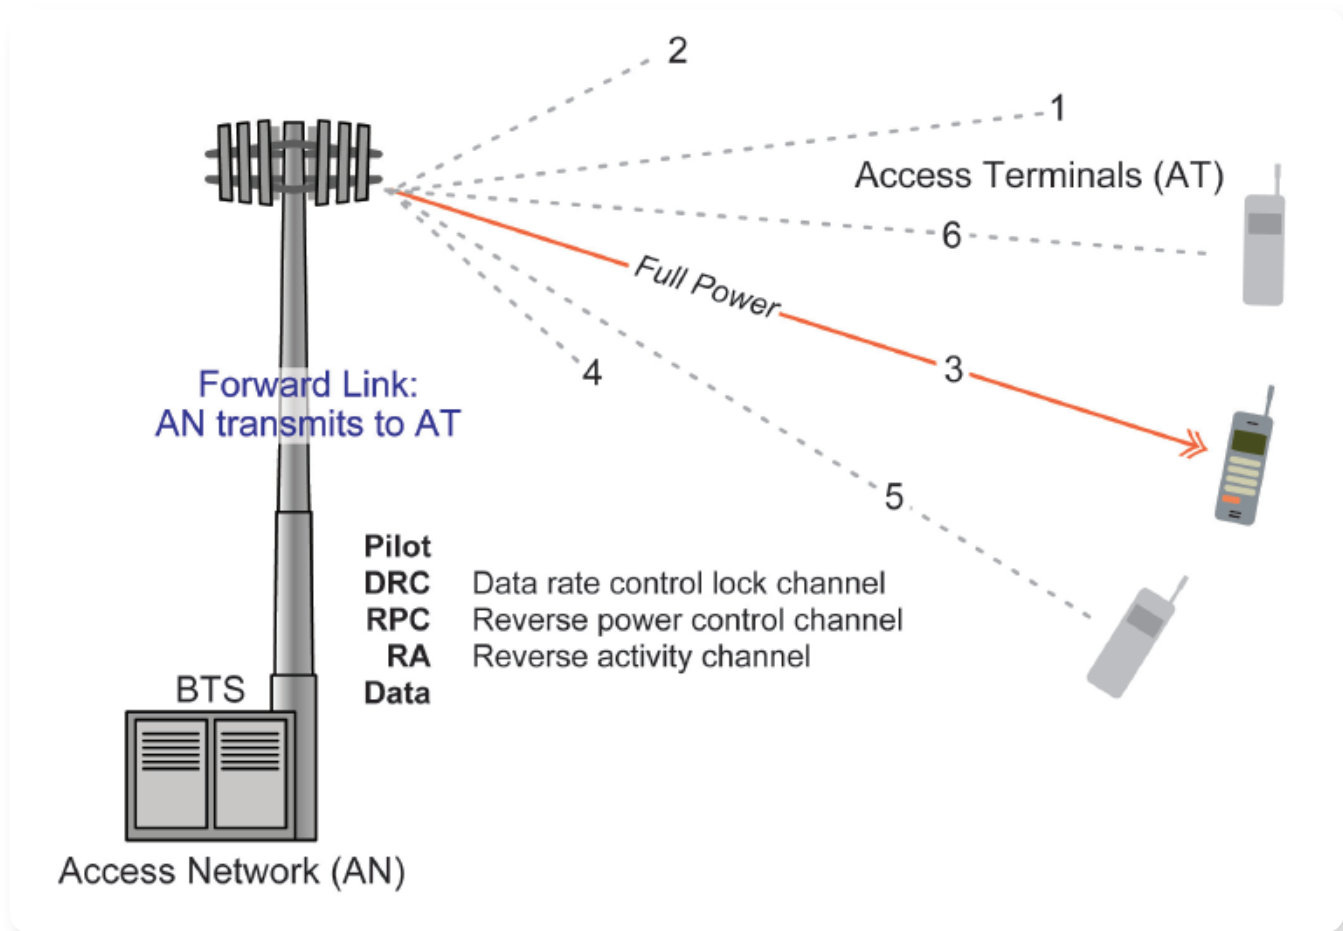 2
1
Access Terminals (AT)
6
Full Power
3
4
Forward Link:
AN transmits to AT
5
Pilot
DRC Data rate control lock channel
RPC Reverse power control channel
RA Reverse activity channel
Data
BTS
Access Network (AN)